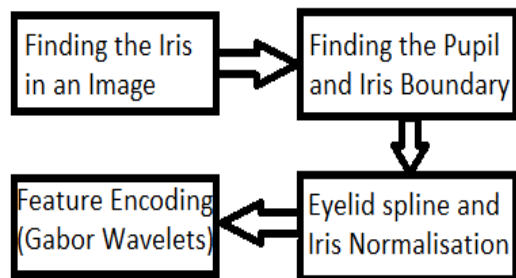 Finding the Iris
in an Image
Finding the Pupil
and Iris Boundary
Eyelid spline and
Iris Normalisation
Feature Encoding
(Gabor Wavelets)